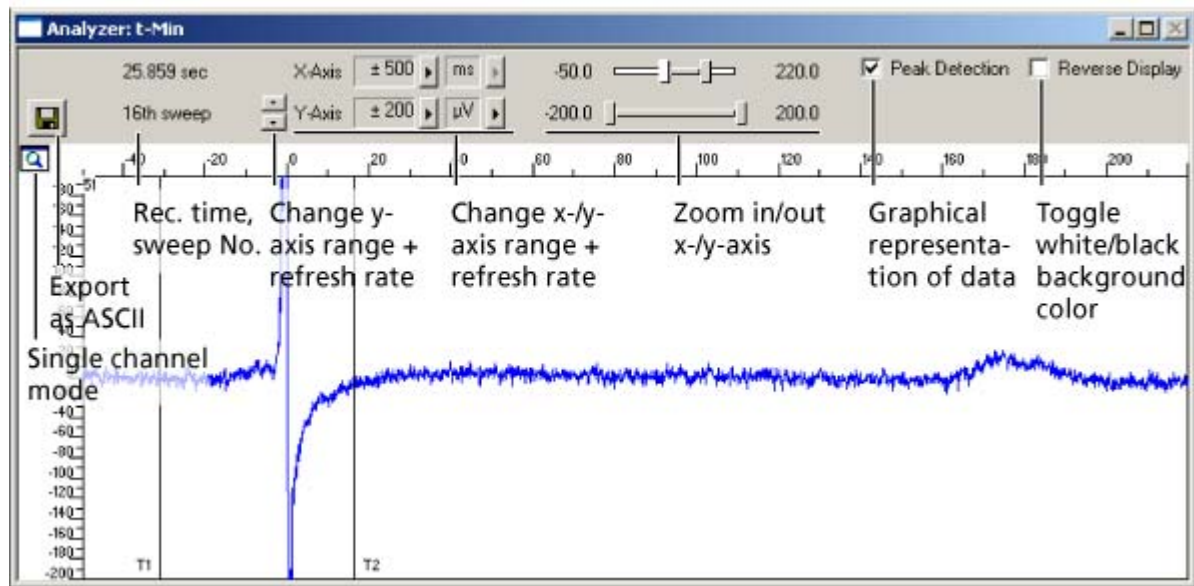 Analyzer: t-Min
25.859 sec X-Axis ± 500 ms -50.0 220.0 Peak Detection Reverse Display
16th sweep Y-Axis ± 200 µV -200.0 200.0
-20 0 20 60 80 100 120 160 200
-51
Rec. time,
sweep No.
Change y-
axis range +
refresh rate
Change x-/y-
axis range +
refresh rate
Zoom in/out
x-/y-axis
Graphical
representa-
tion of data
Toggle
white/black
background
color
Export
as ASCII
Single channel
mode
-40
-60
-80
-100
-120
-140
-160
-180
-200
T1 T2